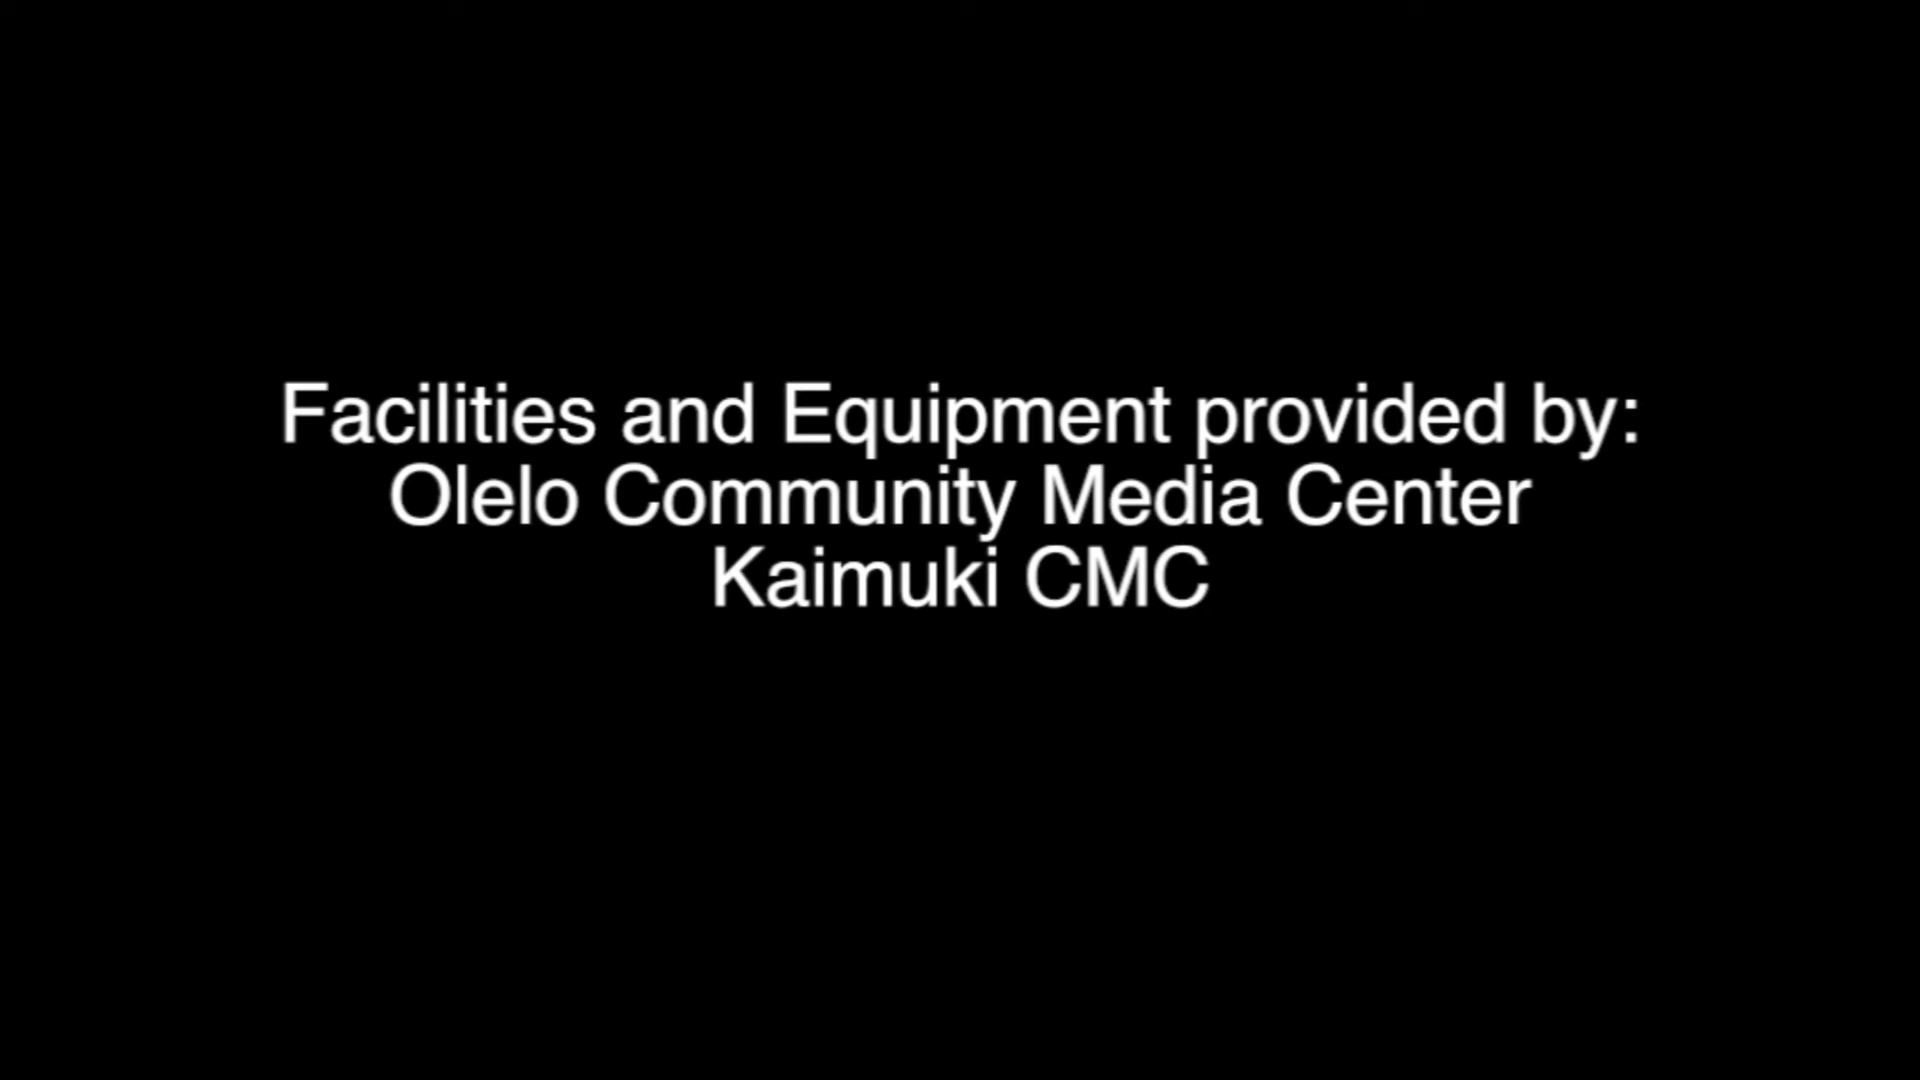 Facilities and Equipment provided by:
Olelo Community Media Center
Kaimuki CMC